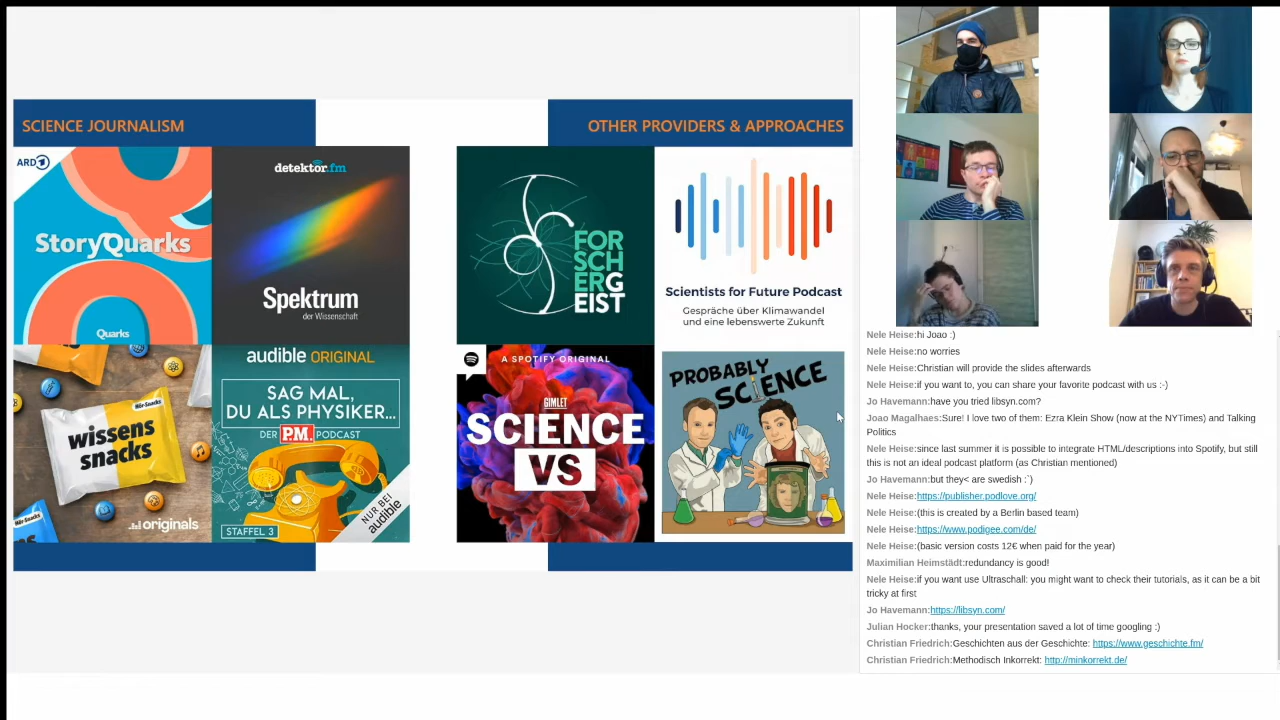 SCIENCE JOURNALISM
OTHER PROVIDERS & APPROACHES
ARD
StoryQuarks
Quarks
detektor.fm
Spektrum
der Wissenschaft
FOR
SCH
ERG
EIST
Scientists for Future Podcast
Gespräche über Klimawandel
und eine lebenswerte Zukunft
Hör-Snacks
wissens
snacks
originals
audible ORIGINAL
SAG MAL,
DU ALS PHYSIKER...
DER P.M. PODCAST
STAFFEL 3
NUR BEI
audible
A SPOTIFY ORIGINAL
GIMLET
SCIENCE
VS
PROBABLY
SCIENCE
Nele Heise:hi Joao :)
Nele Heise:no worries
Nele Heise:Christian will provide the slides afterwards
Nele Heise:if you want to, you can share your favorite podcast with us :-)
Jo Havemann:have you tried libsyn.com?
Joao Magalhaes:Sure! I love two of them: Ezra Klein Show (now at the NYTimes) and Talking
Politics
Nele Heise:since last summer it is possible to integrate HTML/descriptions into Spotify, but still
this is not an ideal podcast platform (as Christian mentioned)
Jo Havemann:but they< are swedish :`)
Nele Heise:https://publisher.podlove.org/
Nele Heise:(this is created by a Berlin based team)
Nele Heise:https://www.podigee.com/de/
Nele Heise:(basic version costs 12€ when paid for the year)
Maximilian Heimstädt:redundancy is good!
Nele Heise:if you want use Ultraschall: you might want to check their tutorials, as it can be a bit
tricky at first
Jo Havemann:https://libsyn.com/
Julian Hocker:thanks, your presentation saved a lot of time googling :)
Christian Friedrich:Geschichten aus der Geschichte: https://www.geschichte.fm/
Christian Friedrich:Methodisch Inkorrekt: http://minkorrekt.de/